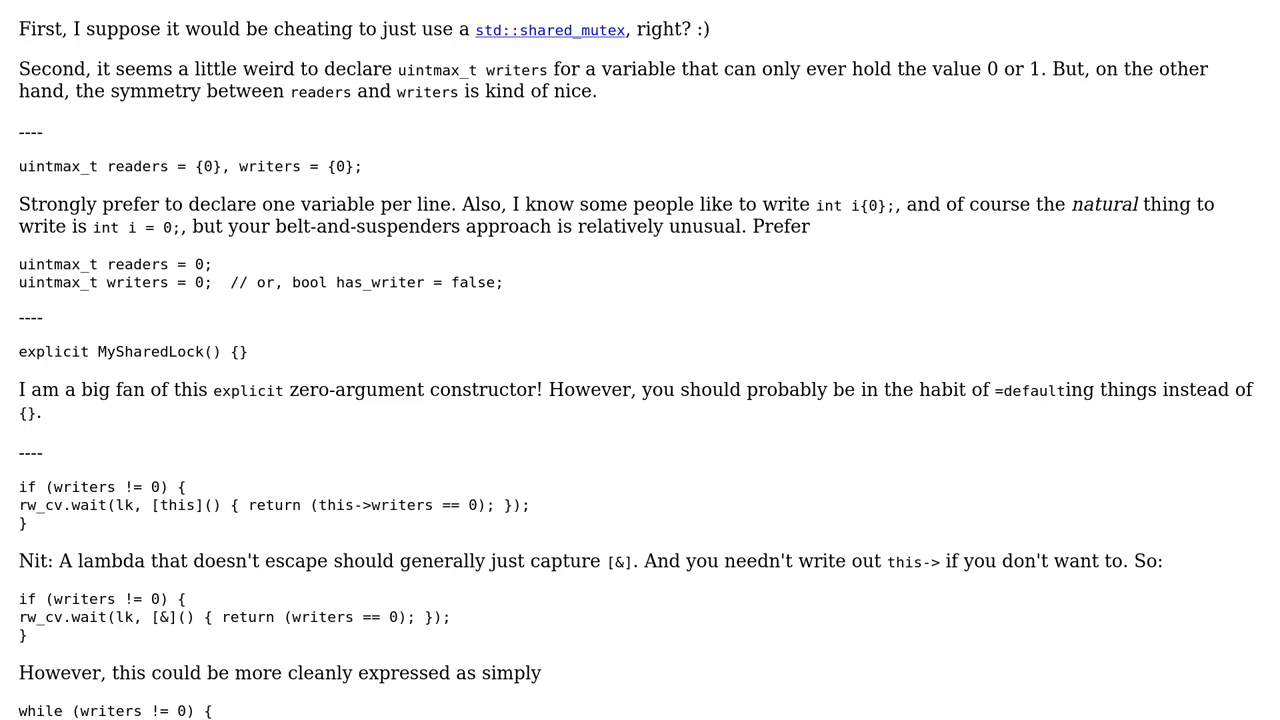 First, I suppose it would be cheating to just use a std::shared_mutex, right? :)
Second, it seems a little weird to declare uintmax_t writers for a variable that can only ever hold the value 0 or 1. But, on the other
hand, the symmetry between readers and writers is kind of nice.
----
uintmax_t readers = {0}, writers = {0};
Strongly prefer to declare one variable per line. Also, I know some people like to write int i{0};, and of course the natural thing to
write is int i = 0;, but your belt-and-suspenders approach is relatively unusual. Prefer
uintmax_t readers = 0;
uintmax_t writers = 0;  // or, bool has_writer = false;
----
explicit MySharedLock() {}
I am a big fan of this explicit zero-argument constructor! However, you should probably be in the habit of =defaulting things instead of
{}.
----
if (writers != 0) {
rw_cv.wait(lk, [this]() { return (this->writers == 0); });
}
Nit: A lambda that doesn't escape should generally just capture [&]. And you needn't write out this-> if you don't want to. So:
if (writers != 0) {
rw_cv.wait(lk, [&]() { return (writers == 0); });
}
However, this could be more cleanly expressed as simply
while (writers != 0) {